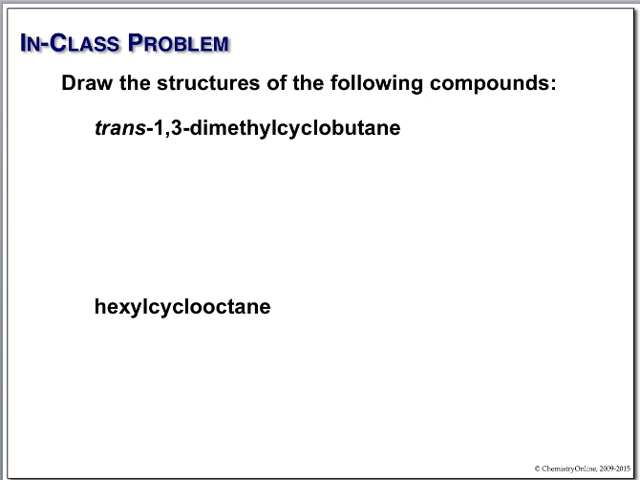 IN-CLASS PROBLEM
Draw the structures of the following compounds:
trans-1,3-dimethylcyclobutane
hexylcyclooctane
© ChemistryOnline, 2009-2015